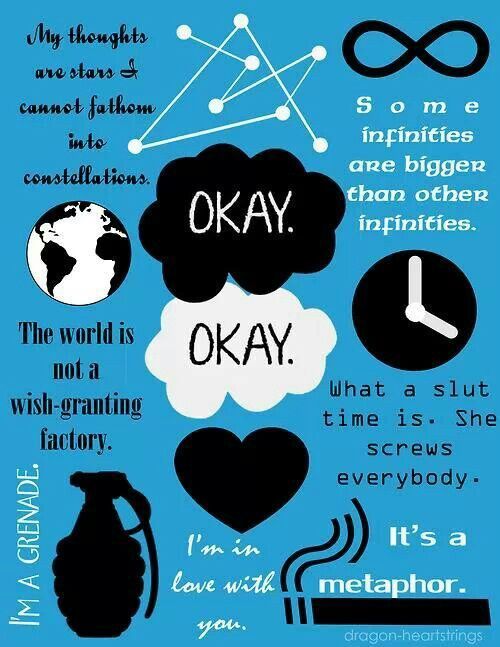 My thoughts
are stars I
cannot fathom
into
constellations.
Some
infinities
are bigger
than other
infinities.
OKAY.
OKAY.
The world is
not a
wish-granting
factory.
What a slut
time is. She
screws
everybody.
I'M A GRENADE.
I'm in
love with
you.
It's a
metaphor.
dragon-heartstrings